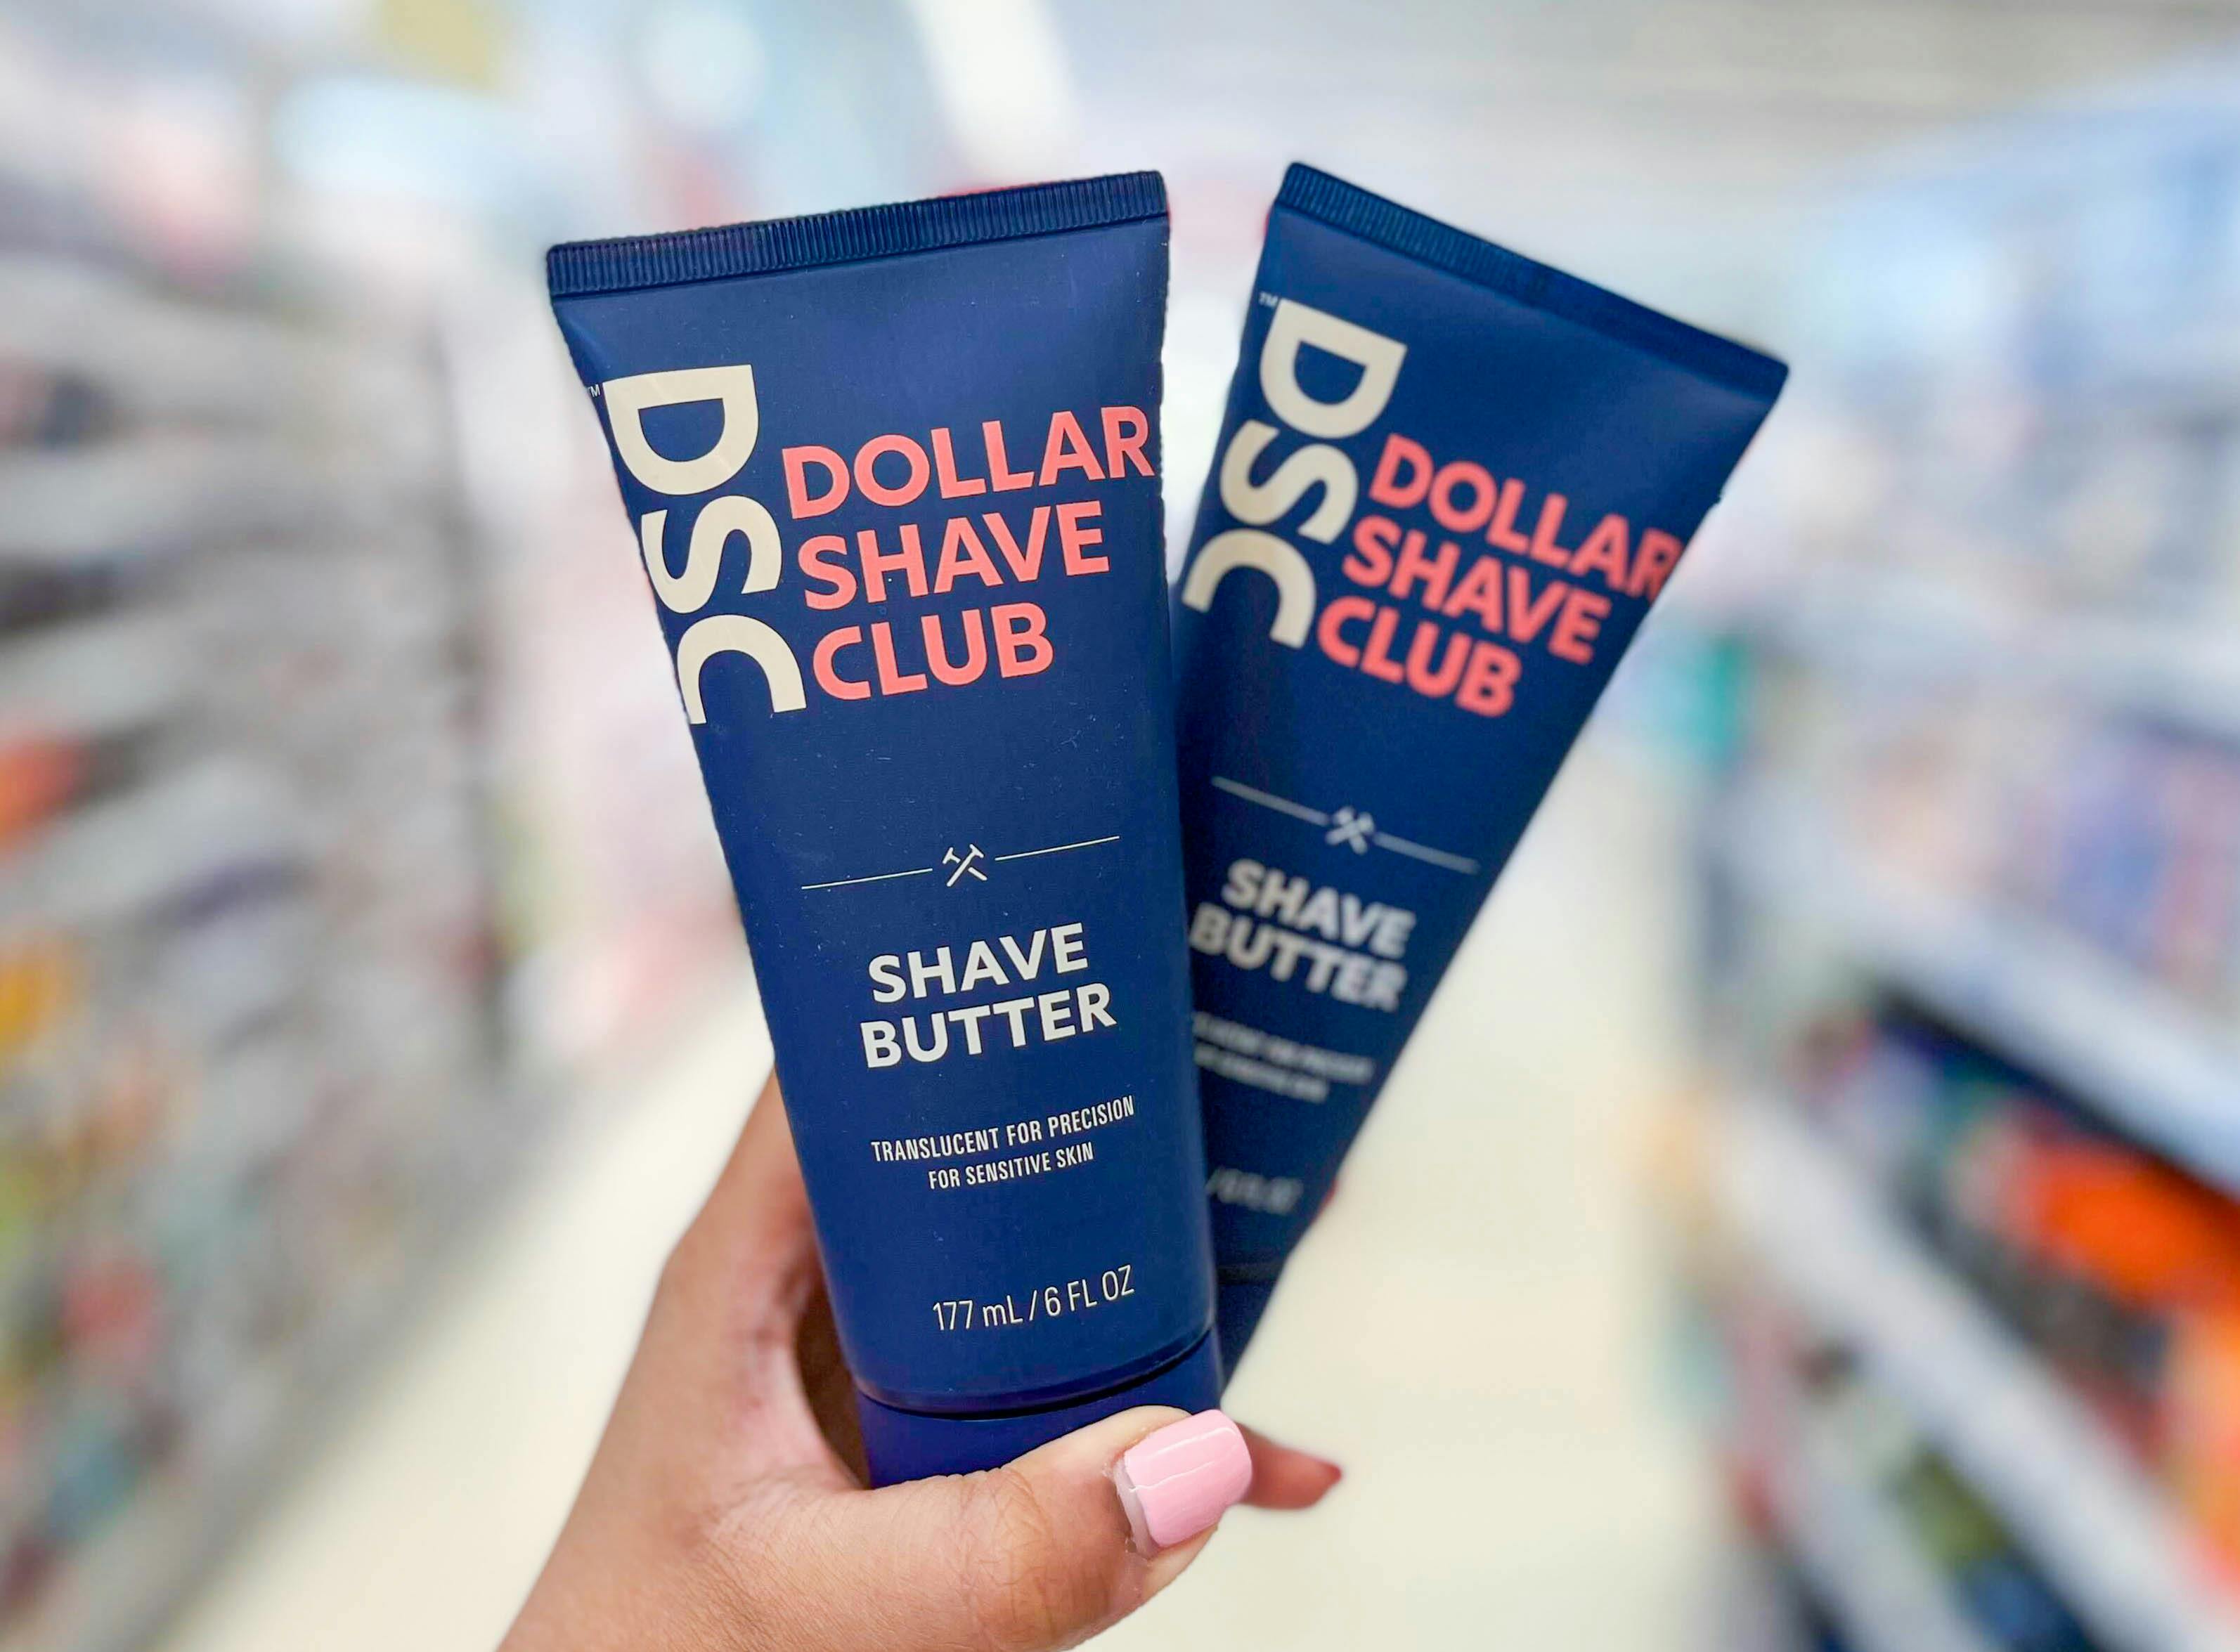 ™
DSC
DOLLAR
SHAVE
CLUB
SHAVE
BUTTER
TRANSLUCENT FOR PRECISION
FOR SENSITIVE SKIN
177 mL / 6 FL OZ
™
DSC
DOLLAR
SHAVE
CLUB
SHAVE
BUTTER